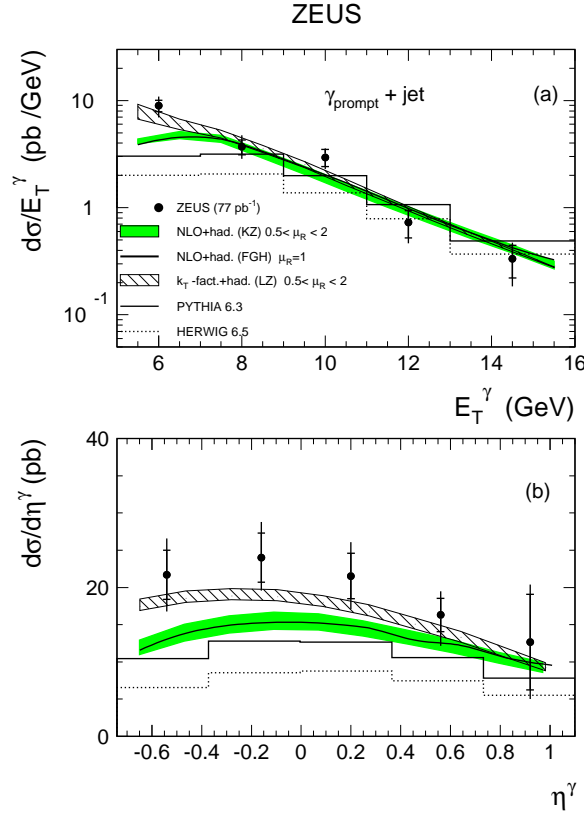 ZEUS
dσ/E_T^γ (pb /GeV)
10
1
10^-1
γ_prompt + jet
(a)
ZEUS (77 pb^-1)
NLO+had. (KZ) 0.5< μ_R < 2
NLO+had. (FGH) μ_R=1
k_T -fact.+had. (LZ) 0.5< μ_R < 2
PYTHIA 6.3
HERWIG 6.5
6 8 10 12 14 16
E_T^γ (GeV)
dσ/dη^γ (pb)
40
20
0
(b)
-0.6 -0.4 -0.2 0 0.2 0.4 0.6 0.8 1
η^γ